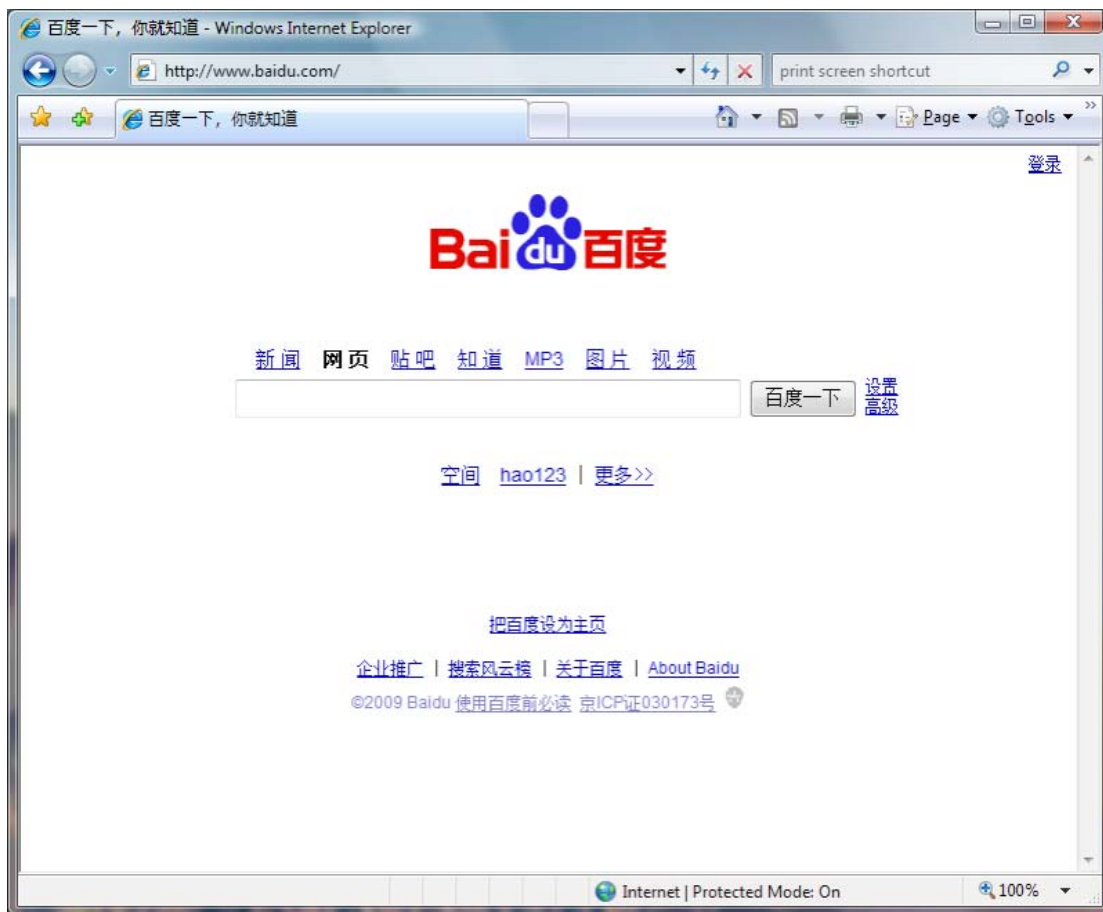 百度一下，你就知道 - Windows Internet Explorer
http://www.baidu.com/ print screen shortcut
百度一下，你就知道 Page Tools
登录
Bai du 百度
新闻 网页 贴吧 知道 MP3 图片 视频
百度一下 设置
高级
空间 hao123 | 更多>>
把百度设为主页
企业推广 | 搜索风云榜 | 关于百度 | About Baidu
©2009 Baidu 使用百度前必读 京ICP证030173号
Internet | Protected Mode: On 100%